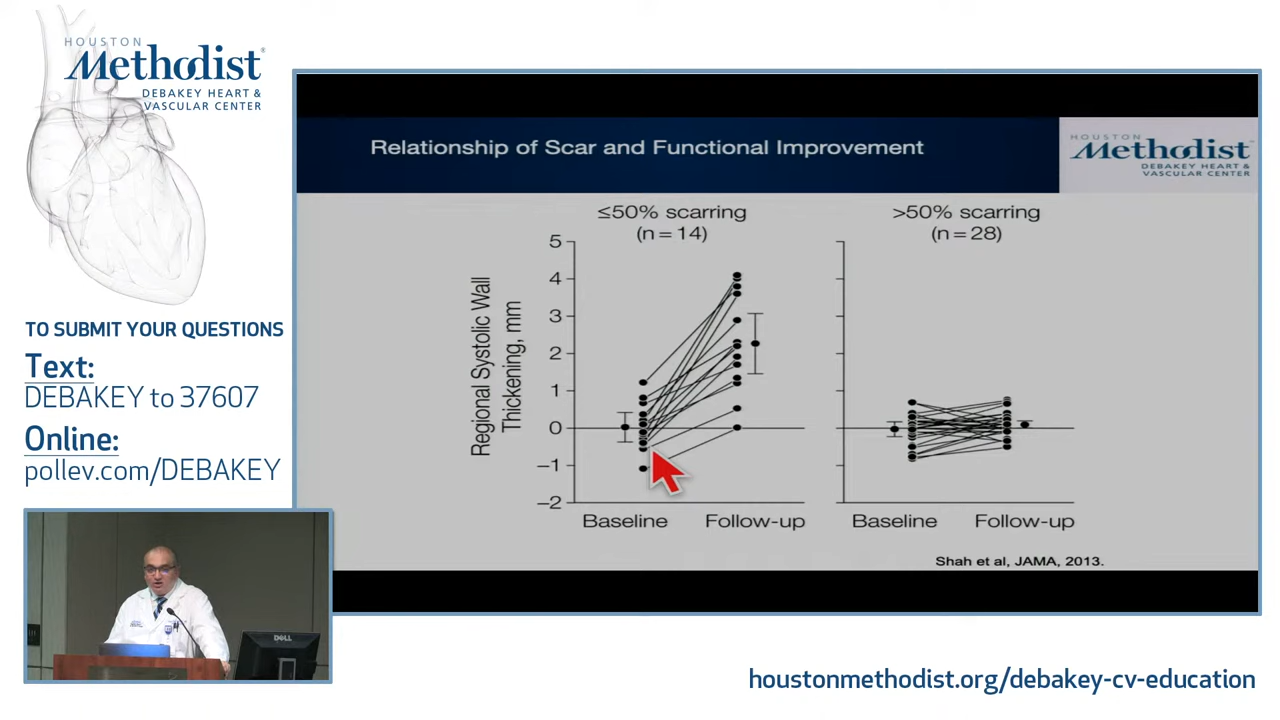 HOUSTON
Methodist®
DEBAKEY HEART &
VASCULAR CENTER
TO SUBMIT YOUR QUESTIONS
Text:
DEBAKEY to 37607
Online:
pollev.com/DEBAKEY
Relationship of Scar and Functional Improvement
HOUSTON
Methodist
DEBAKEY HEART &
VASCULAR CENTER
≤50% scarring
(n=14)
>50% scarring
(n=28)
Regional Systolic Wall
Thickening, mm
5
4
3
2
1
0
−1
−2
Baseline
Follow-up
Baseline
Follow-up
Shah et al, JAMA, 2013.
DELL
houstonmethodist.org/debakey-cv-education